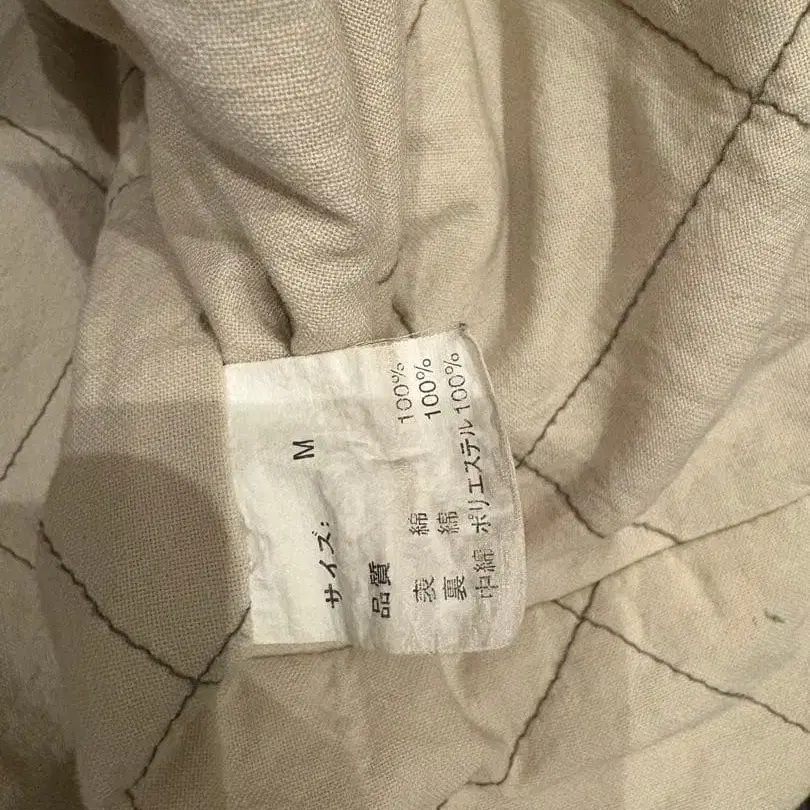 サイズ: M
品質
表 綿 100%
裏 綿 100%
中綿 ポリエステル 100%